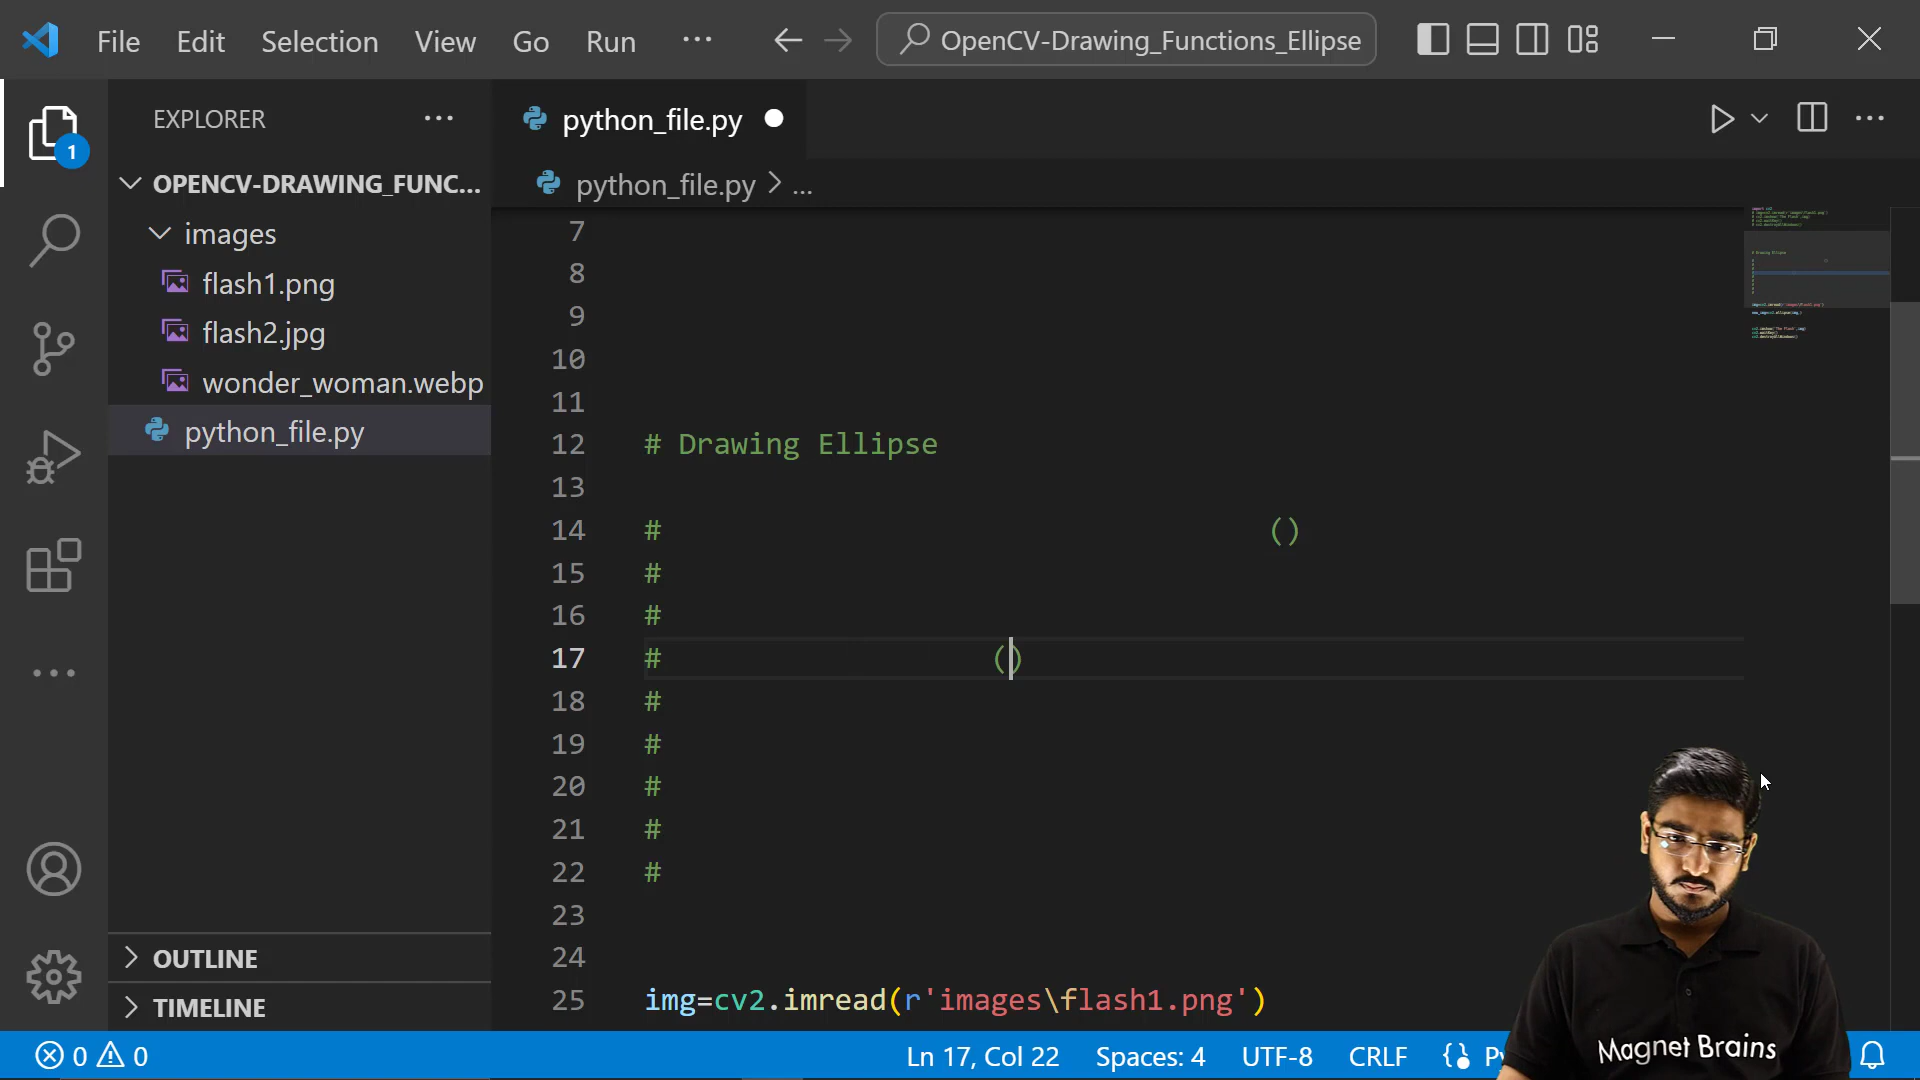 File Edit Selection View Go Run ... OpenCV-Drawing_Functions_Ellipse
EXPLORER ...
1
OPENCV-DRAWING_FUNC...
images
flash1.png
flash2.jpg
wonder_woman.webp
python_file.py
OUTLINE
TIMELINE
python_file.py
python_file.py > ...
7
8
9
10
11
12 # Drawing Ellipse
13
14 # ()
15 #
16 #
17 # ()
18 #
19 #
20 #
21 #
22 #
23
24
25 img=cv2.imread(r'images\flash1.png')
Magnet Brains
0 0 Ln 17, Col 22 Spaces: 4 UTF-8 CRLF {}